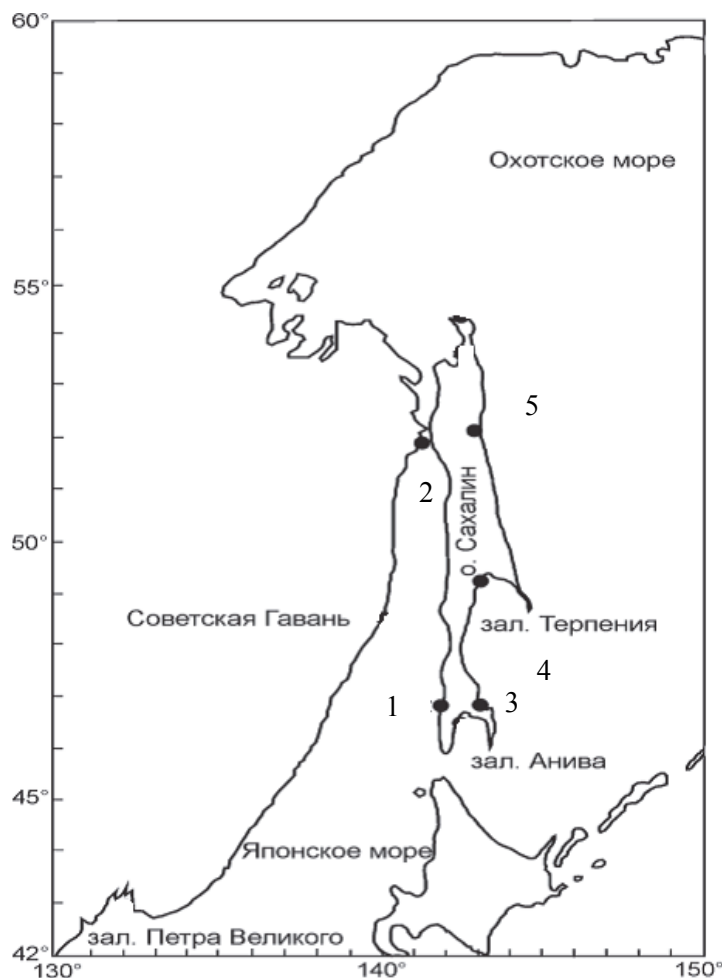 60°
Охотское море
55°
5
2
50°
о. Сахалин
Советская Гавань
зал. Терпения
4
1
3
зал. Анива
45°
Японское море
зал. Петра Великого
42°
130°
140°
150°